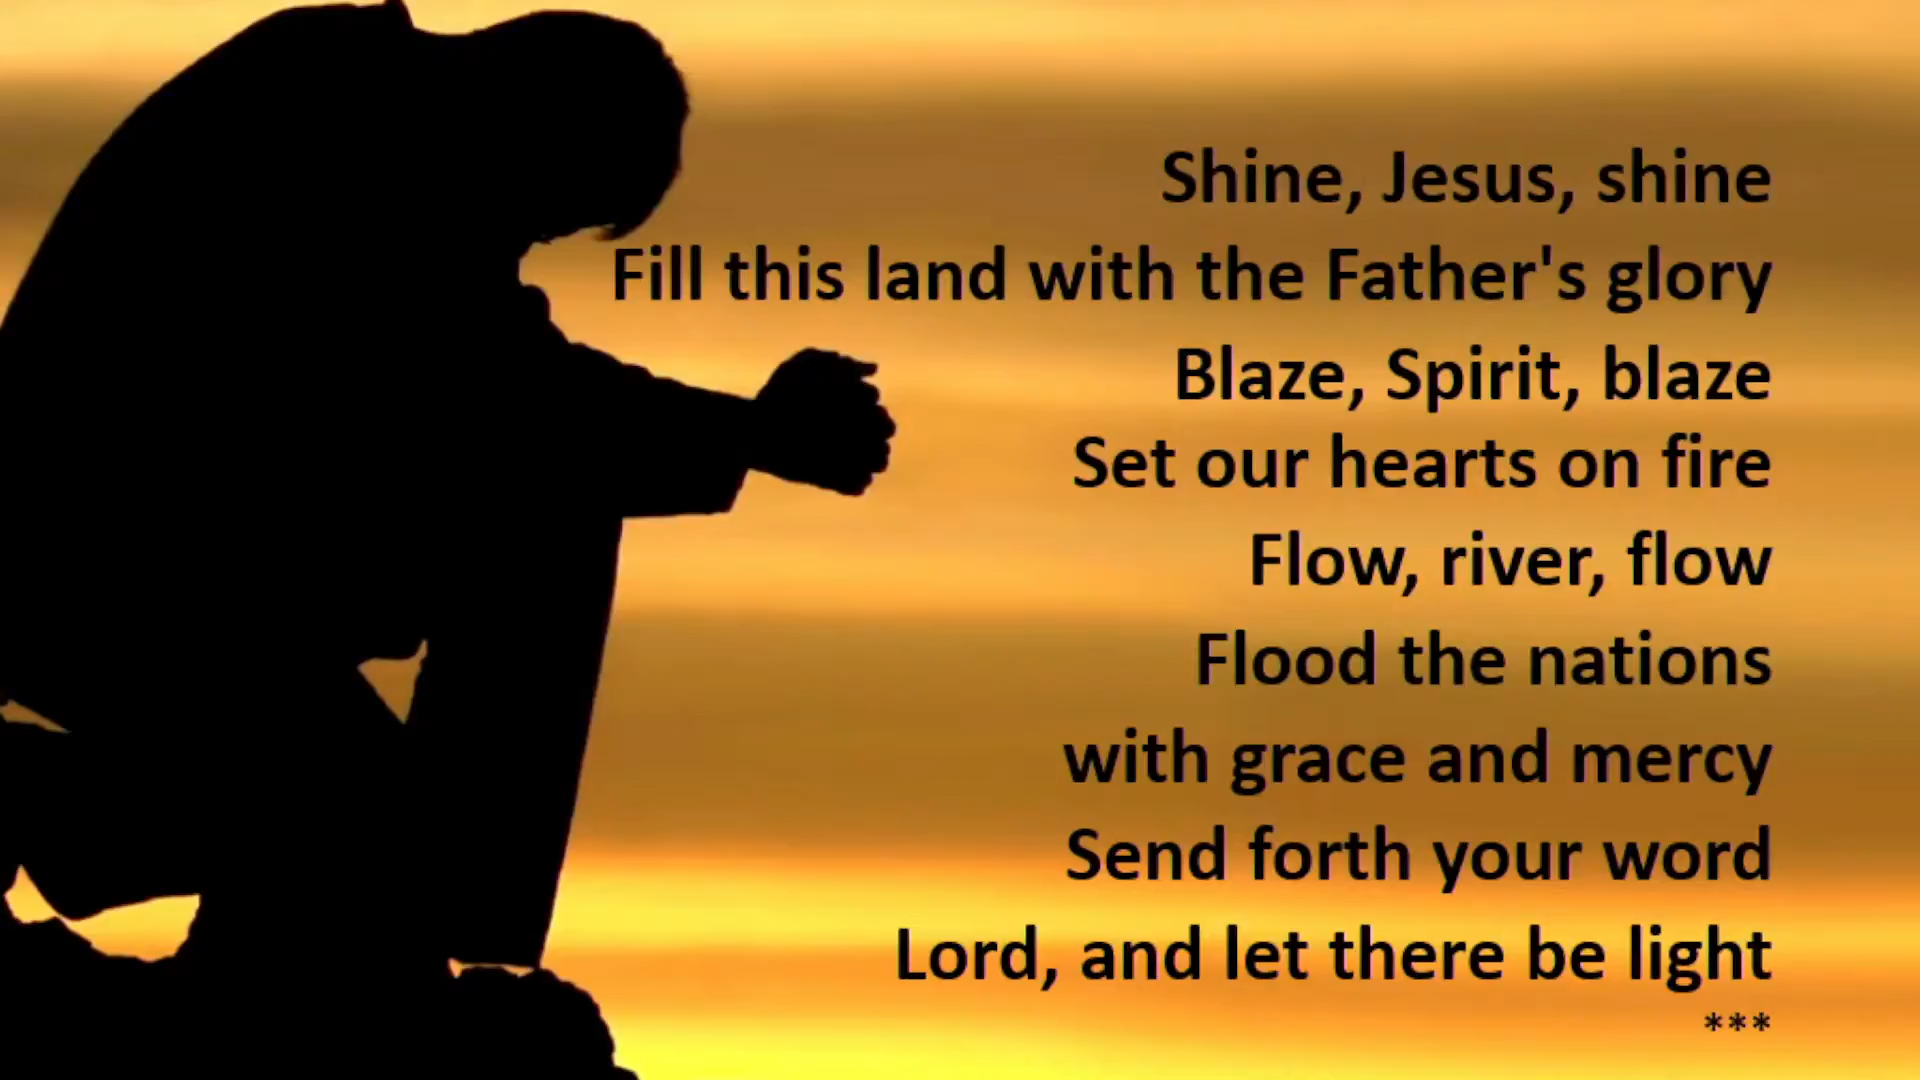 Shine, Jesus, shine
Fill this land with the Father's glory
Blaze, Spirit, blaze
Set our hearts on fire
Flow, river, flow
Flood the nations
with grace and mercy
Send forth your word
Lord, and let there be light
***